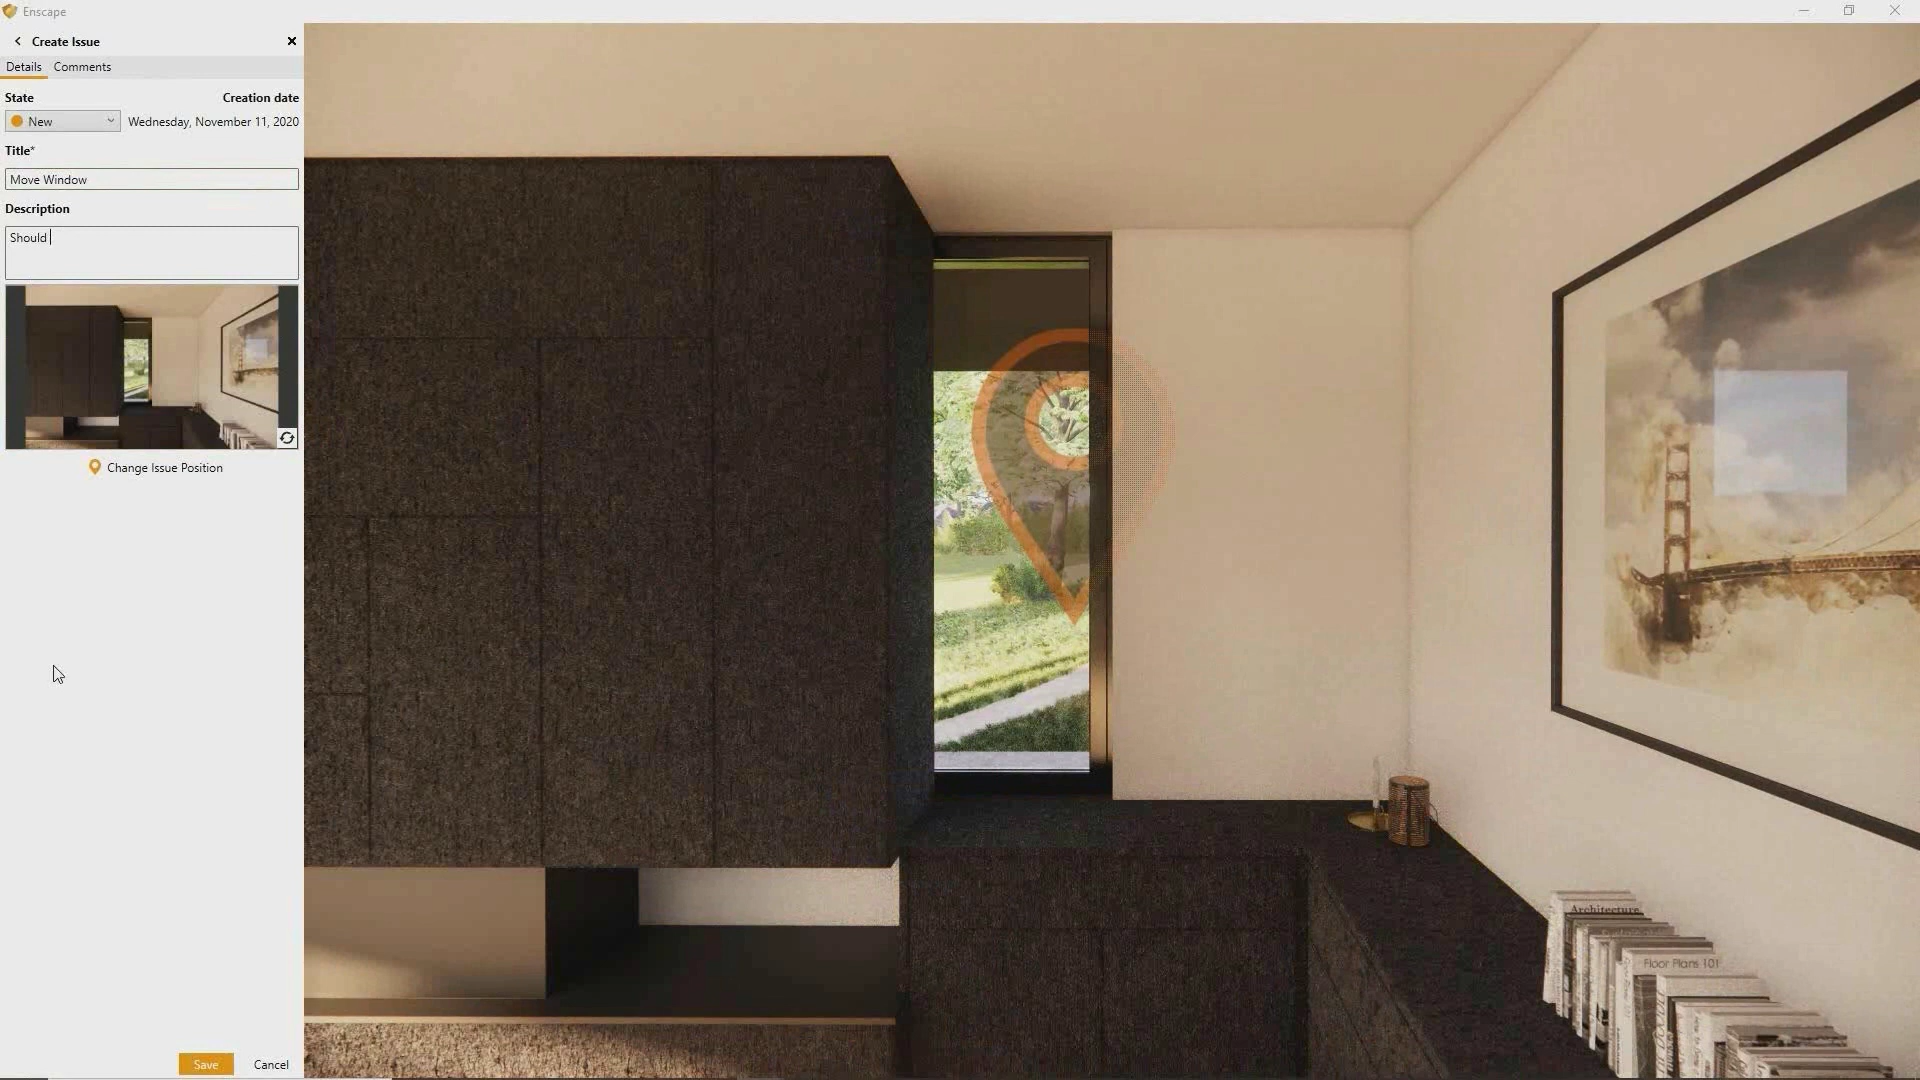 Enscape
Create Issue
Details Comments
State Creation date
New Wednesday, November 11, 2020
Title*
Move Window
Description
Should
Change Issue Position
Save Cancel
Architecture
Floor Plans 101